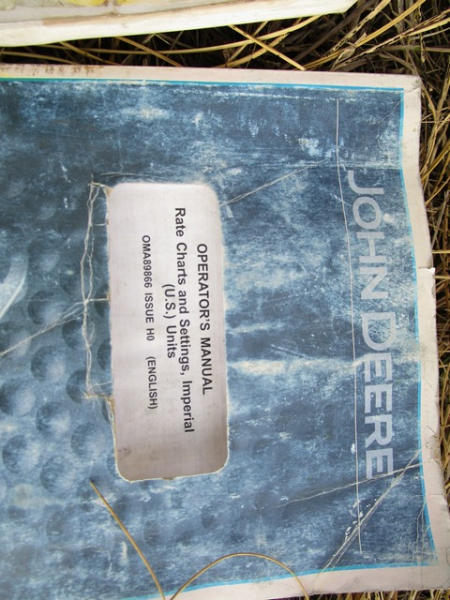 JOHN DEERE
OPERATOR'S MANUAL
Rate Charts and Settings, Imperial
(U.S.) Units
OMA89866 ISSUE H0 (ENGLISH)